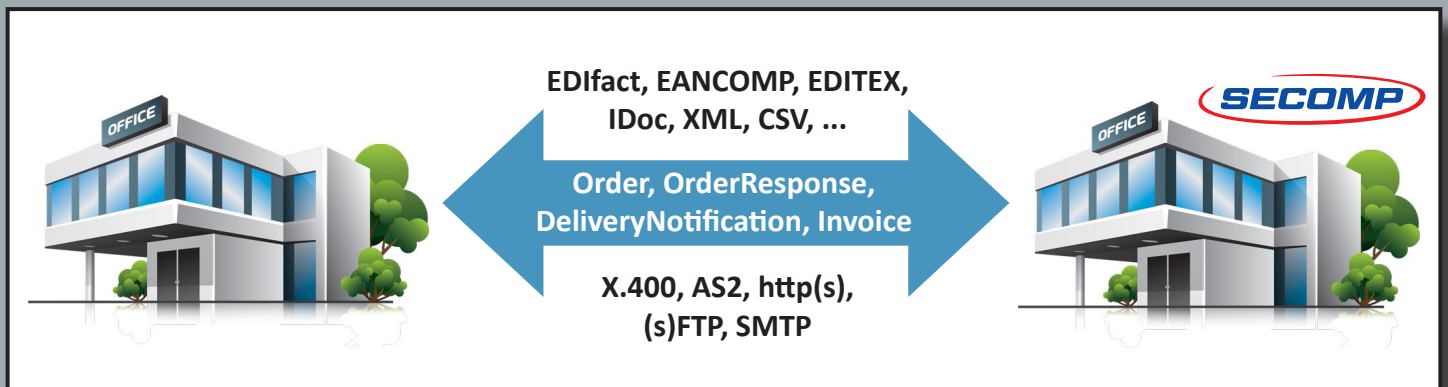 EDIfact, EANCOMP, EDITEX,
IDoc, XML, CSV, ...
OFFICE
SECOMP
OFFICE
Order, OrderResponse,
DeliveryNotification, Invoice
X.400, AS2, http(s),
(s)FTP, SMTP